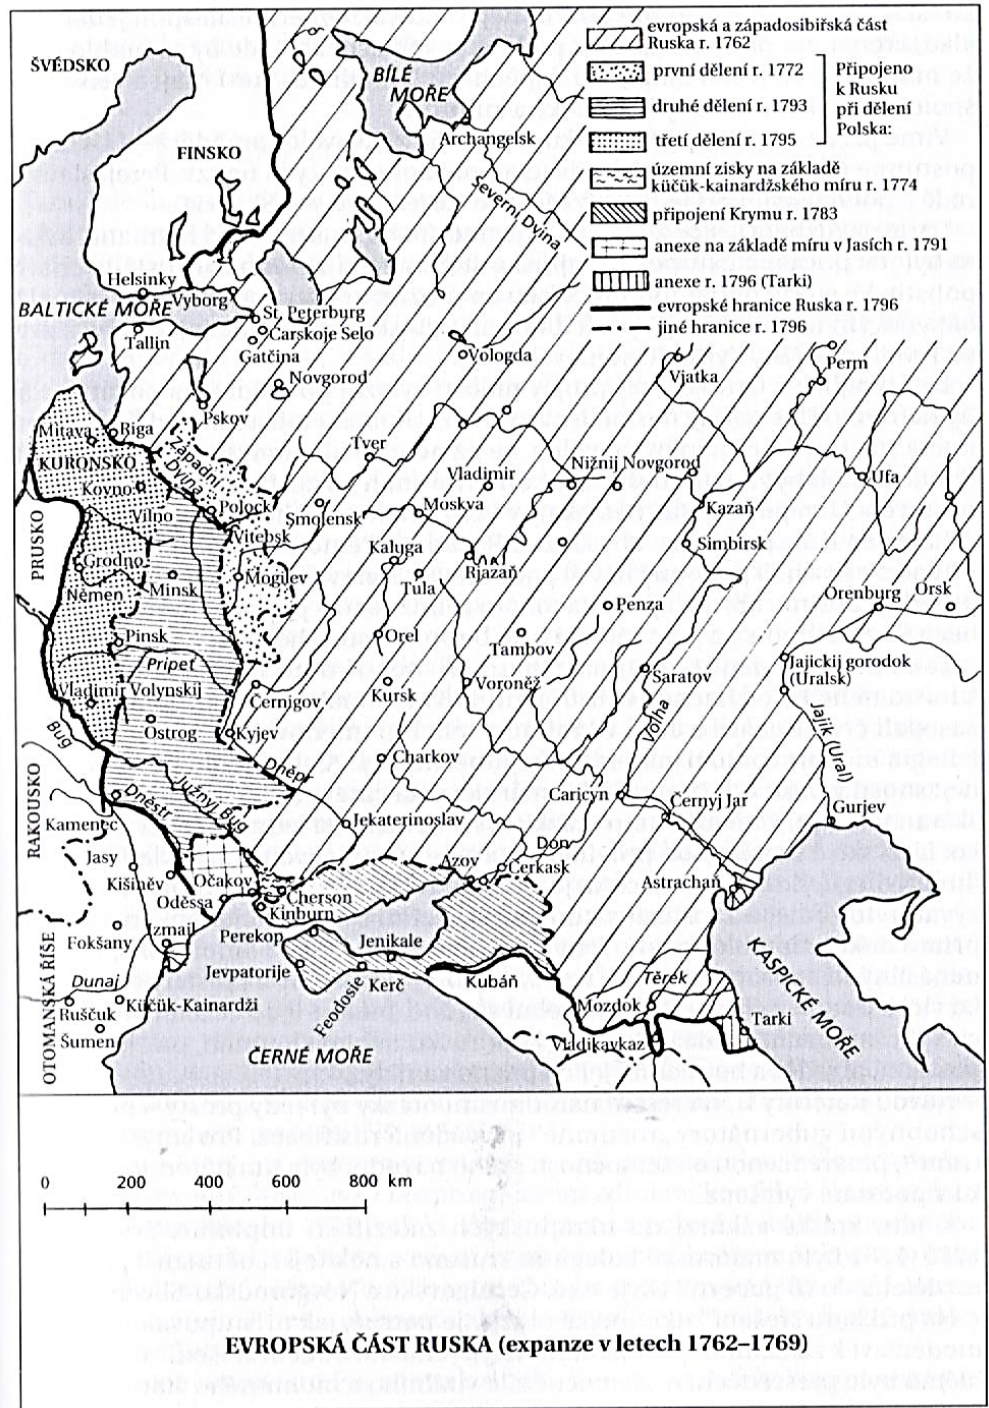 evropská a západosibiřská část
Ruska r. 1762
první dělení r. 1772
druhé dělení r. 1793
třetí dělení r. 1795
Připojeno
k Rusku
při dělení
Polska:
územní zisky na základě
küčük-kainardžského míru r. 1774
připojení Krymu r. 1783
anexe na základě míru v Jasích r. 1791
anexe r. 1796 (Tarki)
evropské hranice Ruska r. 1796
jiné hranice r. 1796
ŠVÉDSKO
BÍLÉ
MOŘE
Archangelsk
FINSKO
Severní Dvina
Helsinky
Vyborg
BALTICKÉ MOŘE
St. Peterburg
Carskoje Selo
Tallin
Gatčina
Vologda
Perm
Vjatka
Novgorod
Pskov
Mitava
Riga
Tver
KURONSKO
Západní
Dvina
Vladimir
Nižnij Novgorod
Ufa
Kovno
Polock
Smolensk
Moskva
Kazaň
Vilno
Vitebsk
PRUSKO
Kaluga
Simbirsk
Grodno
Rjazaň
Němen
Minsk
Mogilev
Tula
Orenburg
Orsk
Penza
Pinsk
Orel
Tambov
Pripeť
Jajickij gorodok
(Uralsk)
Saratov
Vladimir Volynskij
Černigov
Kursk
Voroněž
Ostrog
Kyjev
Volha
Jajik (Ural)
Bug
Charkov
Dněpr
Južnyj Bug
Dněstr
Caricyn
Černyj Jar
Gurjev
RAKOUSKO
Kamenec
Jekaterinoslav
Don
Jasy
Azov
Čerkask
Kišiněv
Očakov
Astrachaň
Oděssa
Cherson
Kinburn
Izmail
Fokšany
Perekop
Jenikale
Jevpatorije
Kerč
Kubáň
Těrek
KASPICKÉ MOŘE
Dunaj
Küčük-Kainardži
Feodosie
Mozdok
Tarki
Ruščuk
Šumen
OTOMANSKÁ ŘÍŠE
Vldikavkaz
ČERNÉ MOŘE
0 200 400 600 800 km
EVROPSKÁ ČÁST RUSKA (expanze v letech 1762–1769)